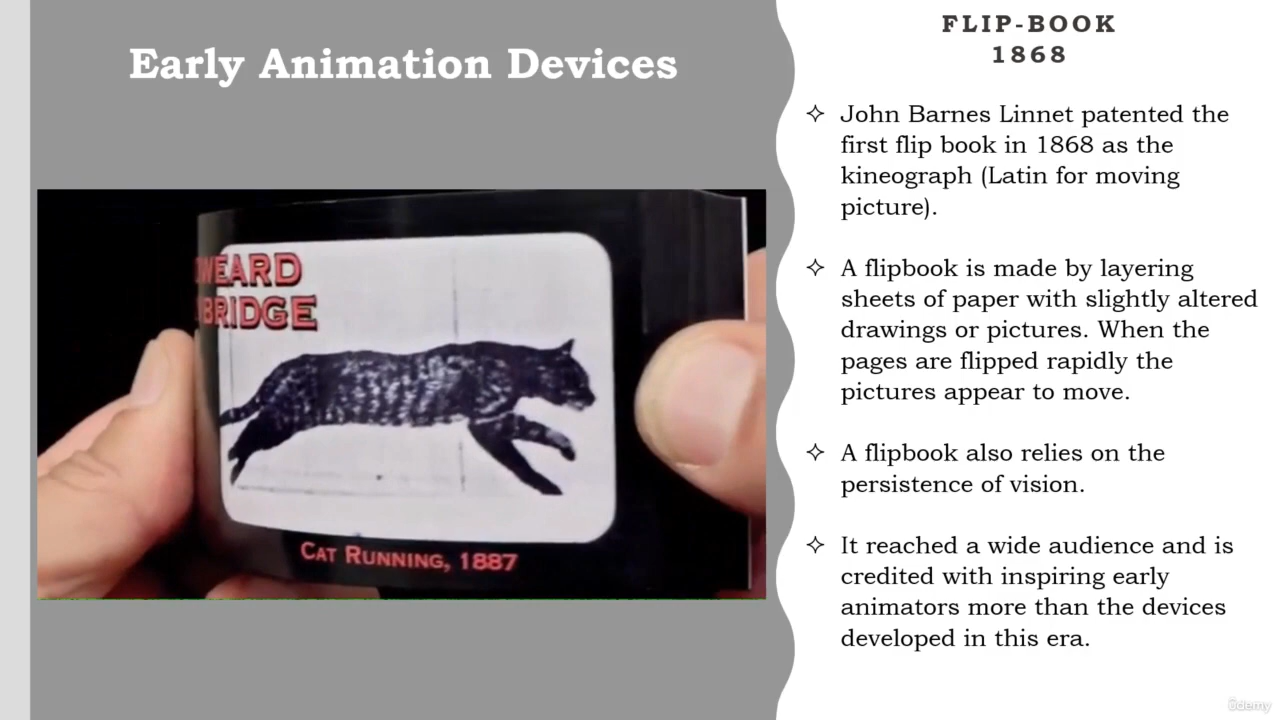 Early Animation Devices
WEARD
BRIDGE
CAT RUNNING, 1887
FLIP-BOOK
1868
John Barnes Linnet patented the
first flip book in 1868 as the
kineograph (Latin for moving
picture).
A flipbook is made by layering
sheets of paper with slightly altered
drawings or pictures. When the
pages are flipped rapidly the
pictures appear to move.
A flipbook also relies on the
persistence of vision.
It reached a wide audience and is
credited with inspiring early
animators more than the devices
developed in this era.
ûdemy